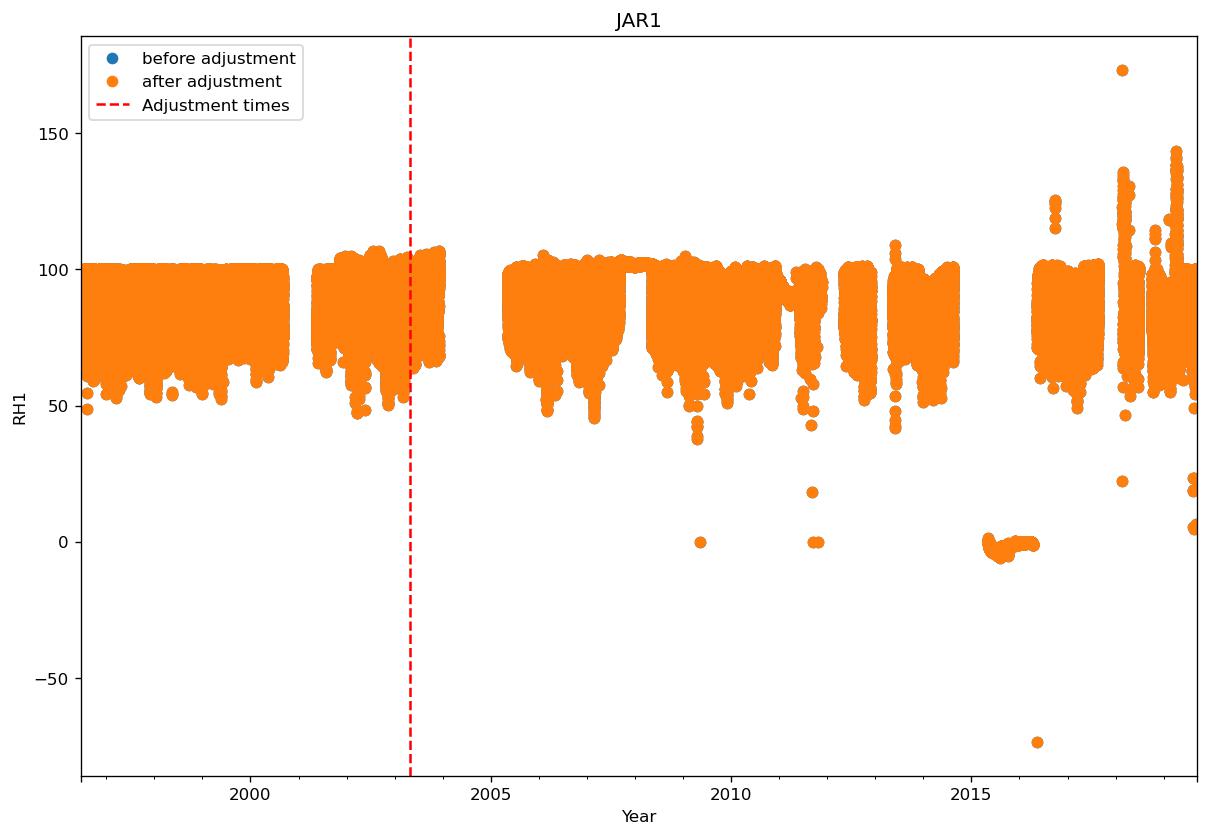 JAR1
before adjustment
after adjustment
Adjustment times
150
100
50
0
−50
RH1
2000 2005 2010 2015
Year